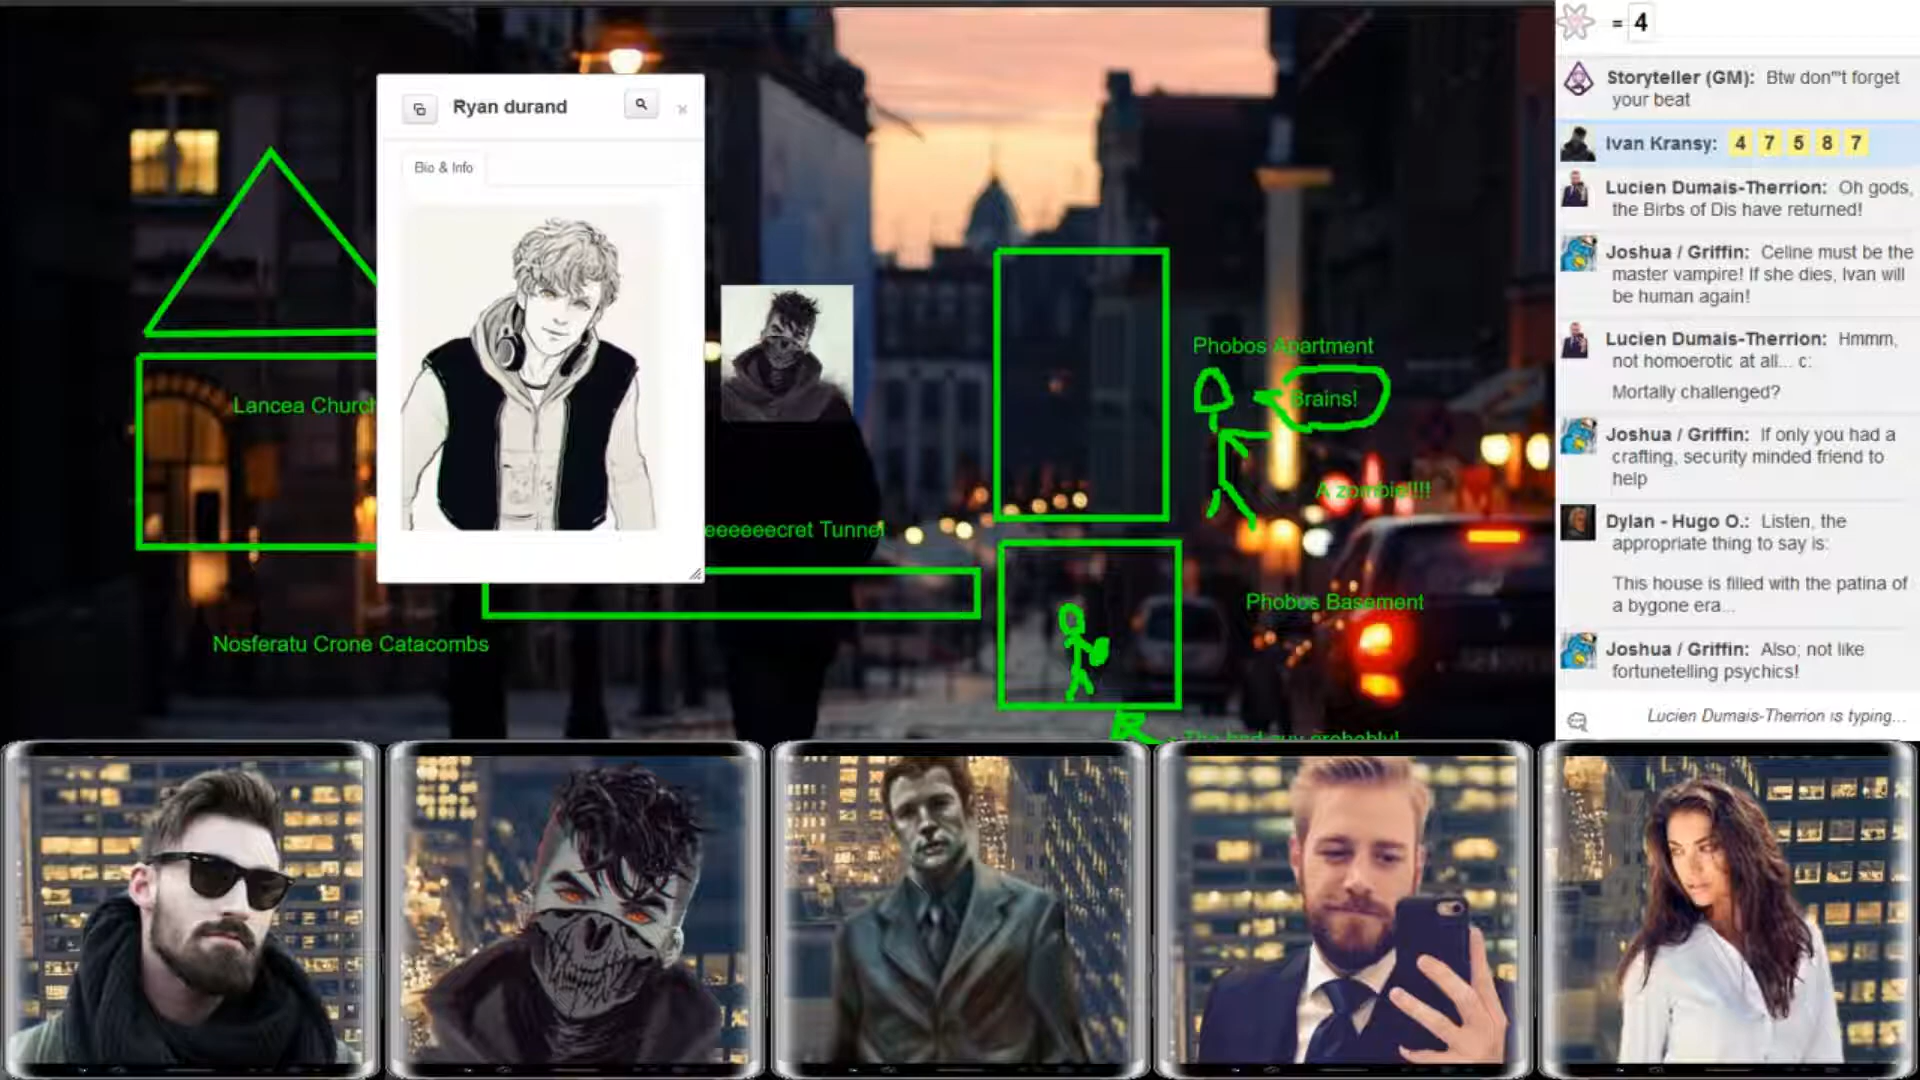 Ryan durand
Bio & Info
Lancea Church
eeeeeecret Tunnel
Nosferatu Crone Catacombs
Phobos Apartment
Brains!
A zombie!!!!
Phobos Basement
The bad guy probably!
= 4
Storyteller (GM): Btw don'"t forget
your beat
Ivan Kransy: 4 7 5 8 7
Lucien Dumais-Therrion: Oh gods,
the Birbs of Dis have returned!
Joshua / Griffin: Celine must be the
master vampire! If she dies, Ivan will
be human again!
Lucien Dumais-Therrion: Hmmm,
not homoerotic at all... c:
Mortally challenged?
Joshua / Griffin: If only you had a
crafting, security minded friend to
help
Dylan - Hugo O.: Listen, the
appropriate thing to say is:
This house is filled with the patina of
a bygone era...
Joshua / Griffin: Also; not like
fortunetelling psychics!
Lucien Dumais-Therrion is typing...